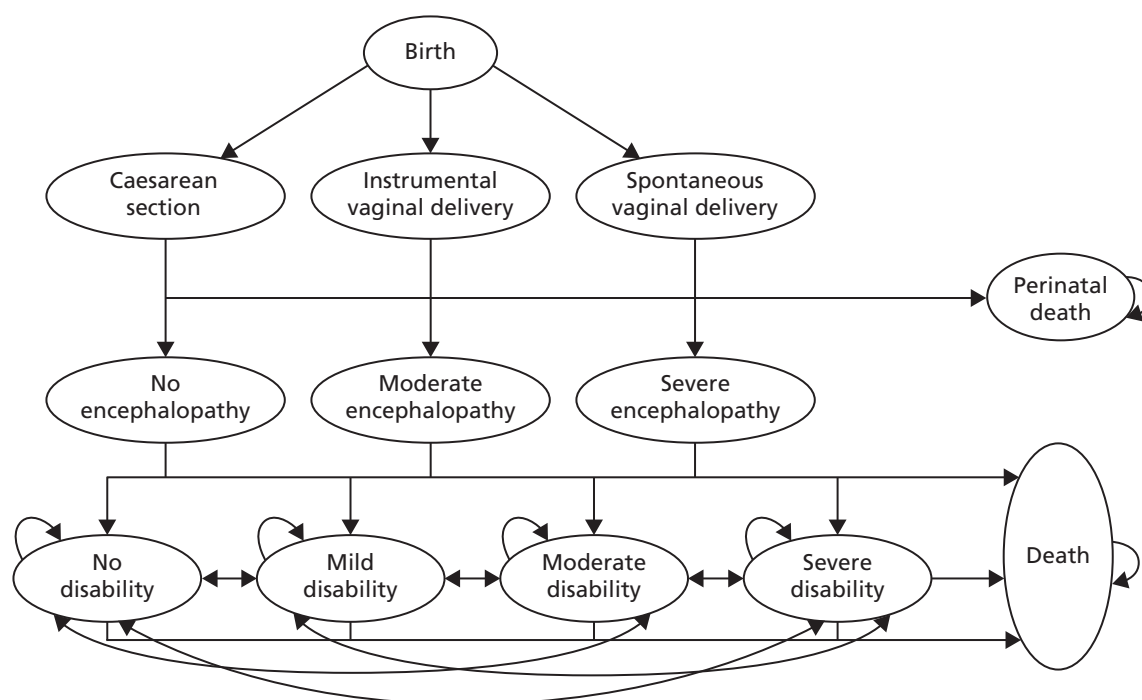 Birth
Caesarean
section
Instrumental
vaginal delivery
Spontaneous
vaginal delivery
Perinatal
death
No
encephalopathy
Moderate
encephalopathy
Severe
encephalopathy
No
disability
Mild
disability
Moderate
disability
Severe
disability
Death